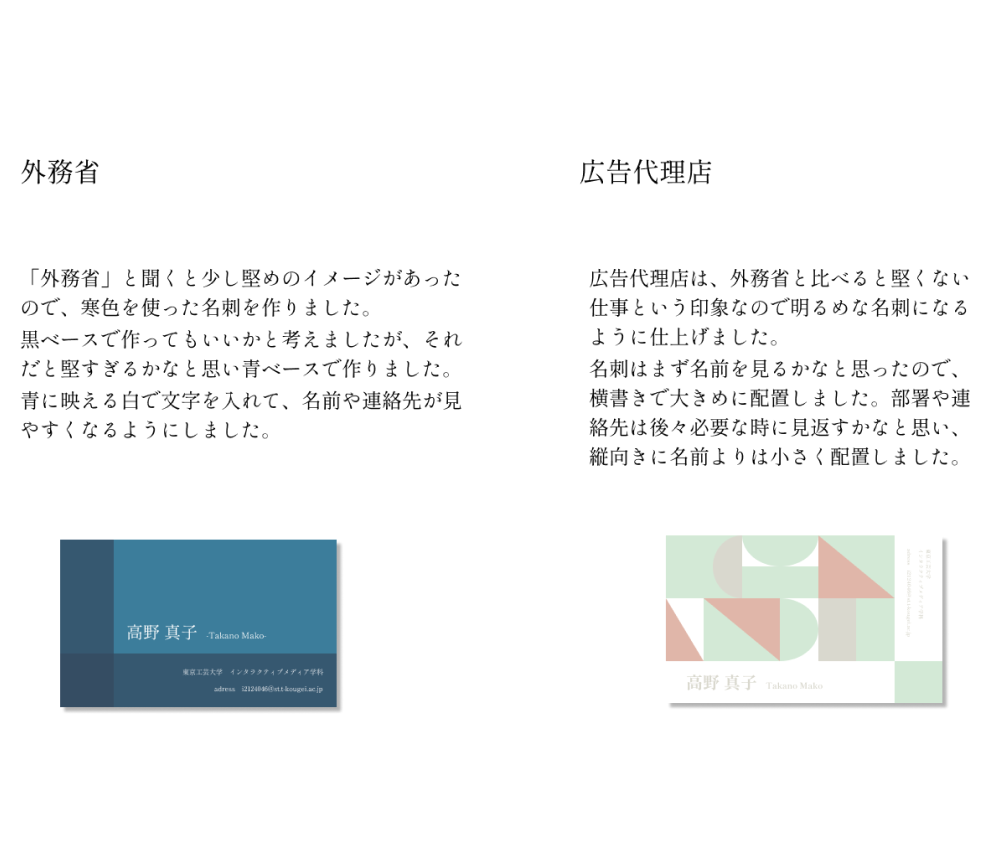 外務省
「外務省」と聞くと少し堅めのイメージがあった
ので、寒色を使った名刺を作りました。
黒ベースで作ってもいいかと考えましたが、それ
だと堅すぎるかなと思い青ベースで作りました。
青に映える白で文字を入れて、名前や連絡先が見
やすくなるようにしました。
高野 真子 -Takano Mako-
東京工芸大学 インタラクティブメディア学科
adress
広告代理店
広告代理店は、外務省と比べると堅くない
仕事という印象なので明るめな名刺になる
ように仕上げました。
名刺はまず名前を見るかなと思ったので、
横書きで大きめに配置しました。部署や連
絡先は後々必要な時に見返すかなと思い、
縦向きに名前よりは小さく配置しました。
高野 真子 Takano Mako